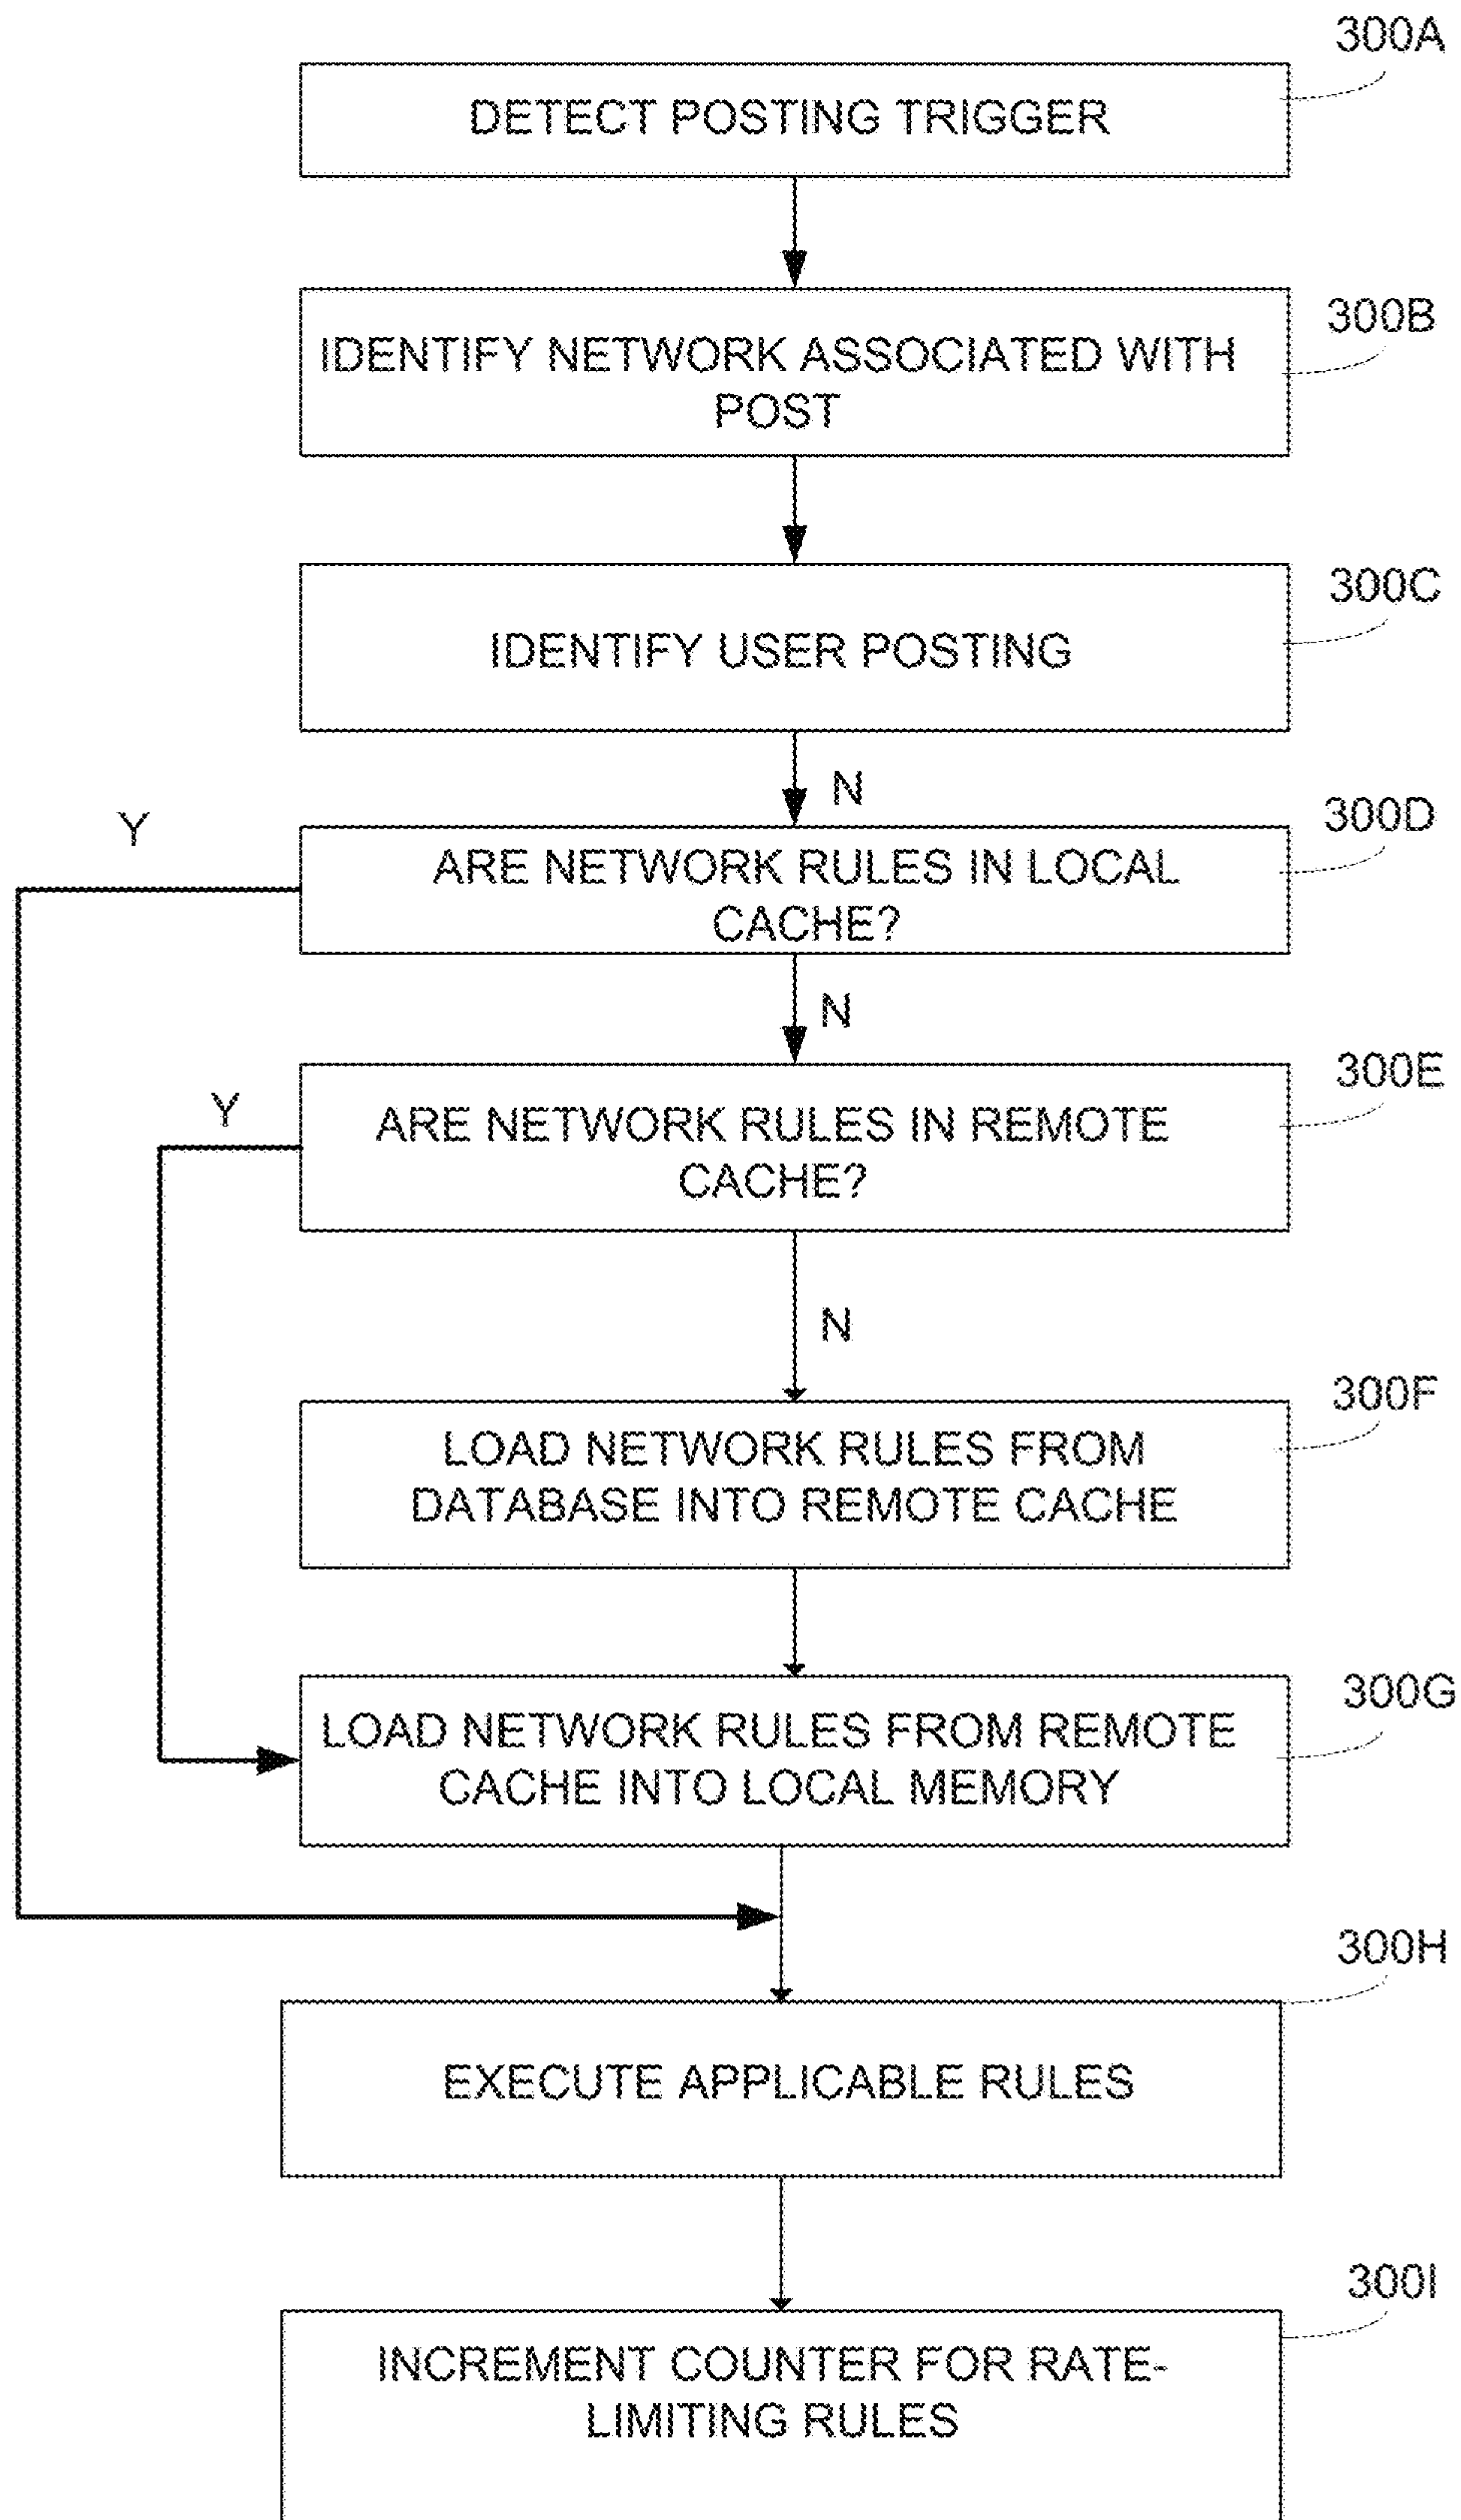 300A
DETECT POSTING TRIGGER
300B
IDENTIFY NETWORK ASSOCIATED WITH
POST
300C
IDENTIFY USER POSTING
N
Y
300D
ARE NETWORK RULES IN LOCAL
CACHE?
N
300E
Y
ARE NETWORK RULES IN REMOTE
CACHE?
N
300F
LOAD NETWORK RULES FROM
DATABASE INTO REMOTE CACHE
300G
LOAD NETWORK RULES FROM REMOTE
CACHE INTO LOCAL MEMORY
300H
EXECUTE APPLICABLE RULES
300I
INCREMENT COUNTER FOR RATE-
LIMITING RULES